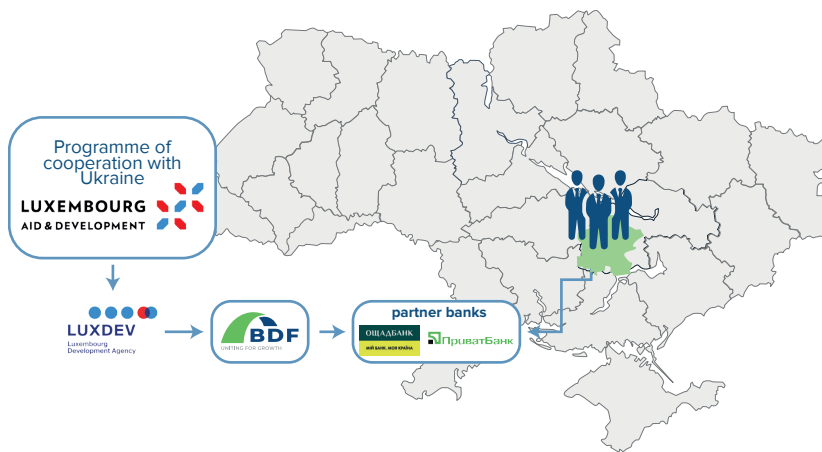 Programme of
cooperation with
Ukraine
LUXEMBOURG
AID & DEVELOPMENT
LUXDEV
Luxembourg
Development Agency
BDF
UNITING FOR GROWTH
partner banks
ОЩАДБАНК
МІЙ БАНК. МОЯ КРАЇНА
ПриватБанк